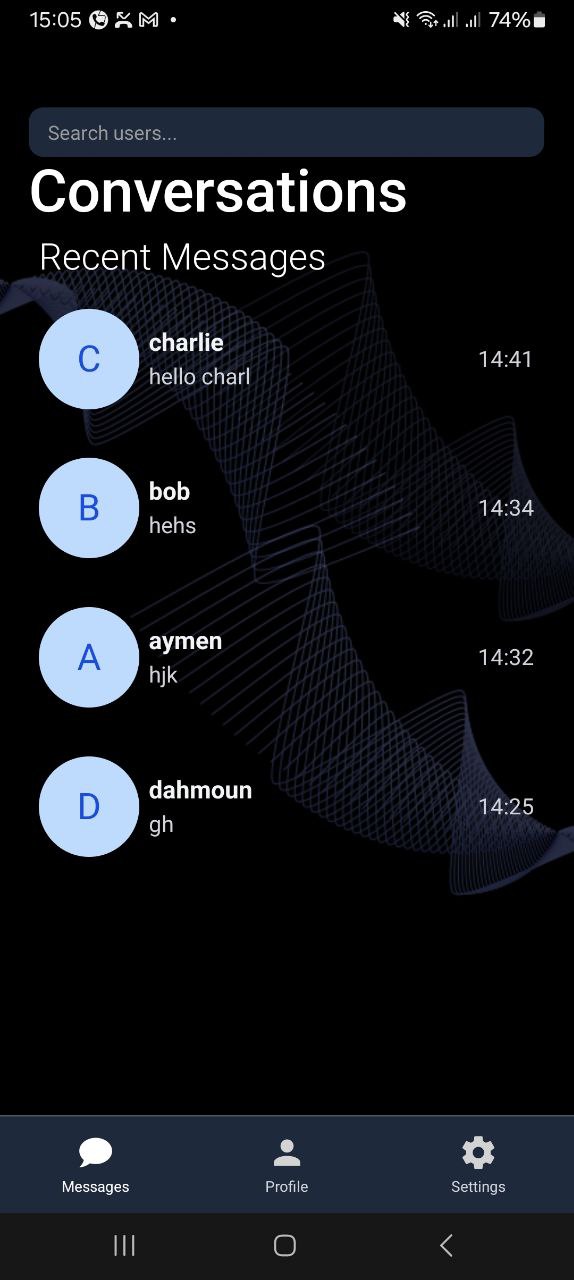 15:05
74%
Search users...
Conversations
Recent Messages
C
charlie
hello charl
14:41
B
bob
hehs
14:34
A
aymen
hjk
14:32
D
dahmoun
gh
14:25
Messages
Profile
Settings